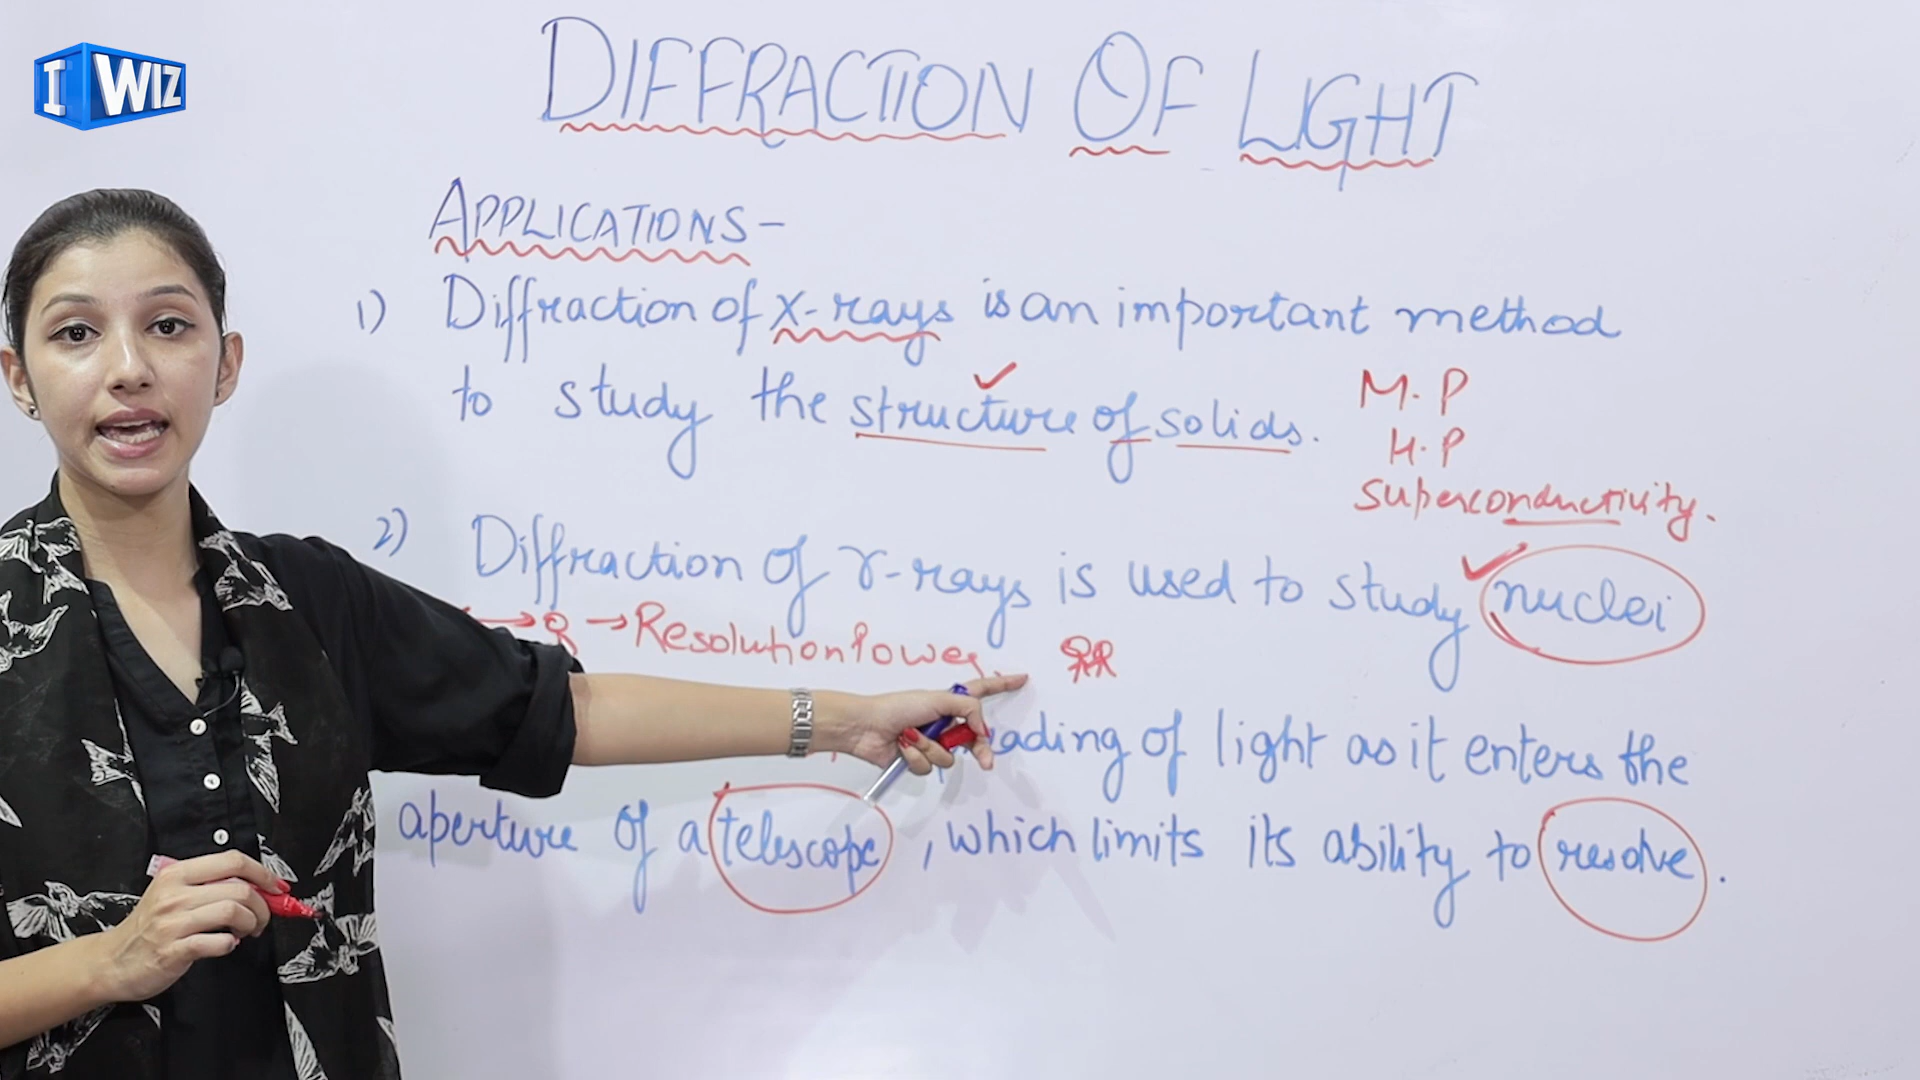 I WIZ
DIFFRACTION OF LIGHT
APPLICATIONS-
1) Diffraction of x-rays is an important method
to study the structure of solids.
M.P
H.P
Superconductivity.
2) Diffraction of γ-rays is used to study nuclei
→ → Resolution Power
of light as it enters the
aperture of a telescope, which limits its ability to resolve.